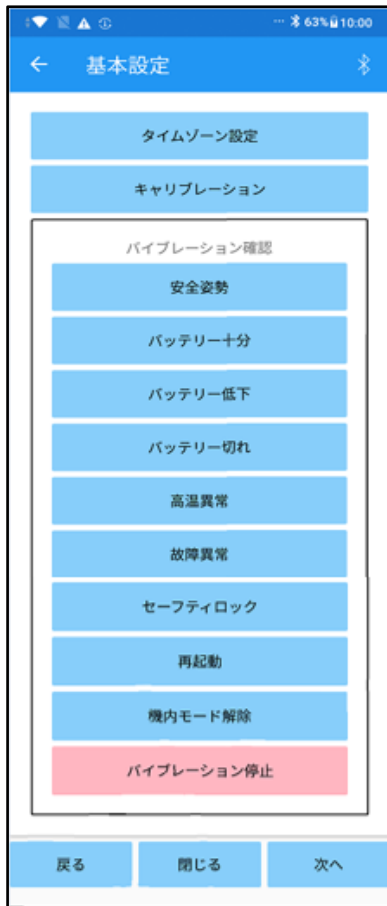 63% 10:00
基本設定
タイムゾーン設定
キャリブレーション
バイブレーション確認
安全姿勢
バッテリー十分
バッテリー低下
バッテリー切れ
高温異常
故障異常
セーフティロック
再起動
機内モード解除
バイブレーション停止
戻る 閉じる 次へ